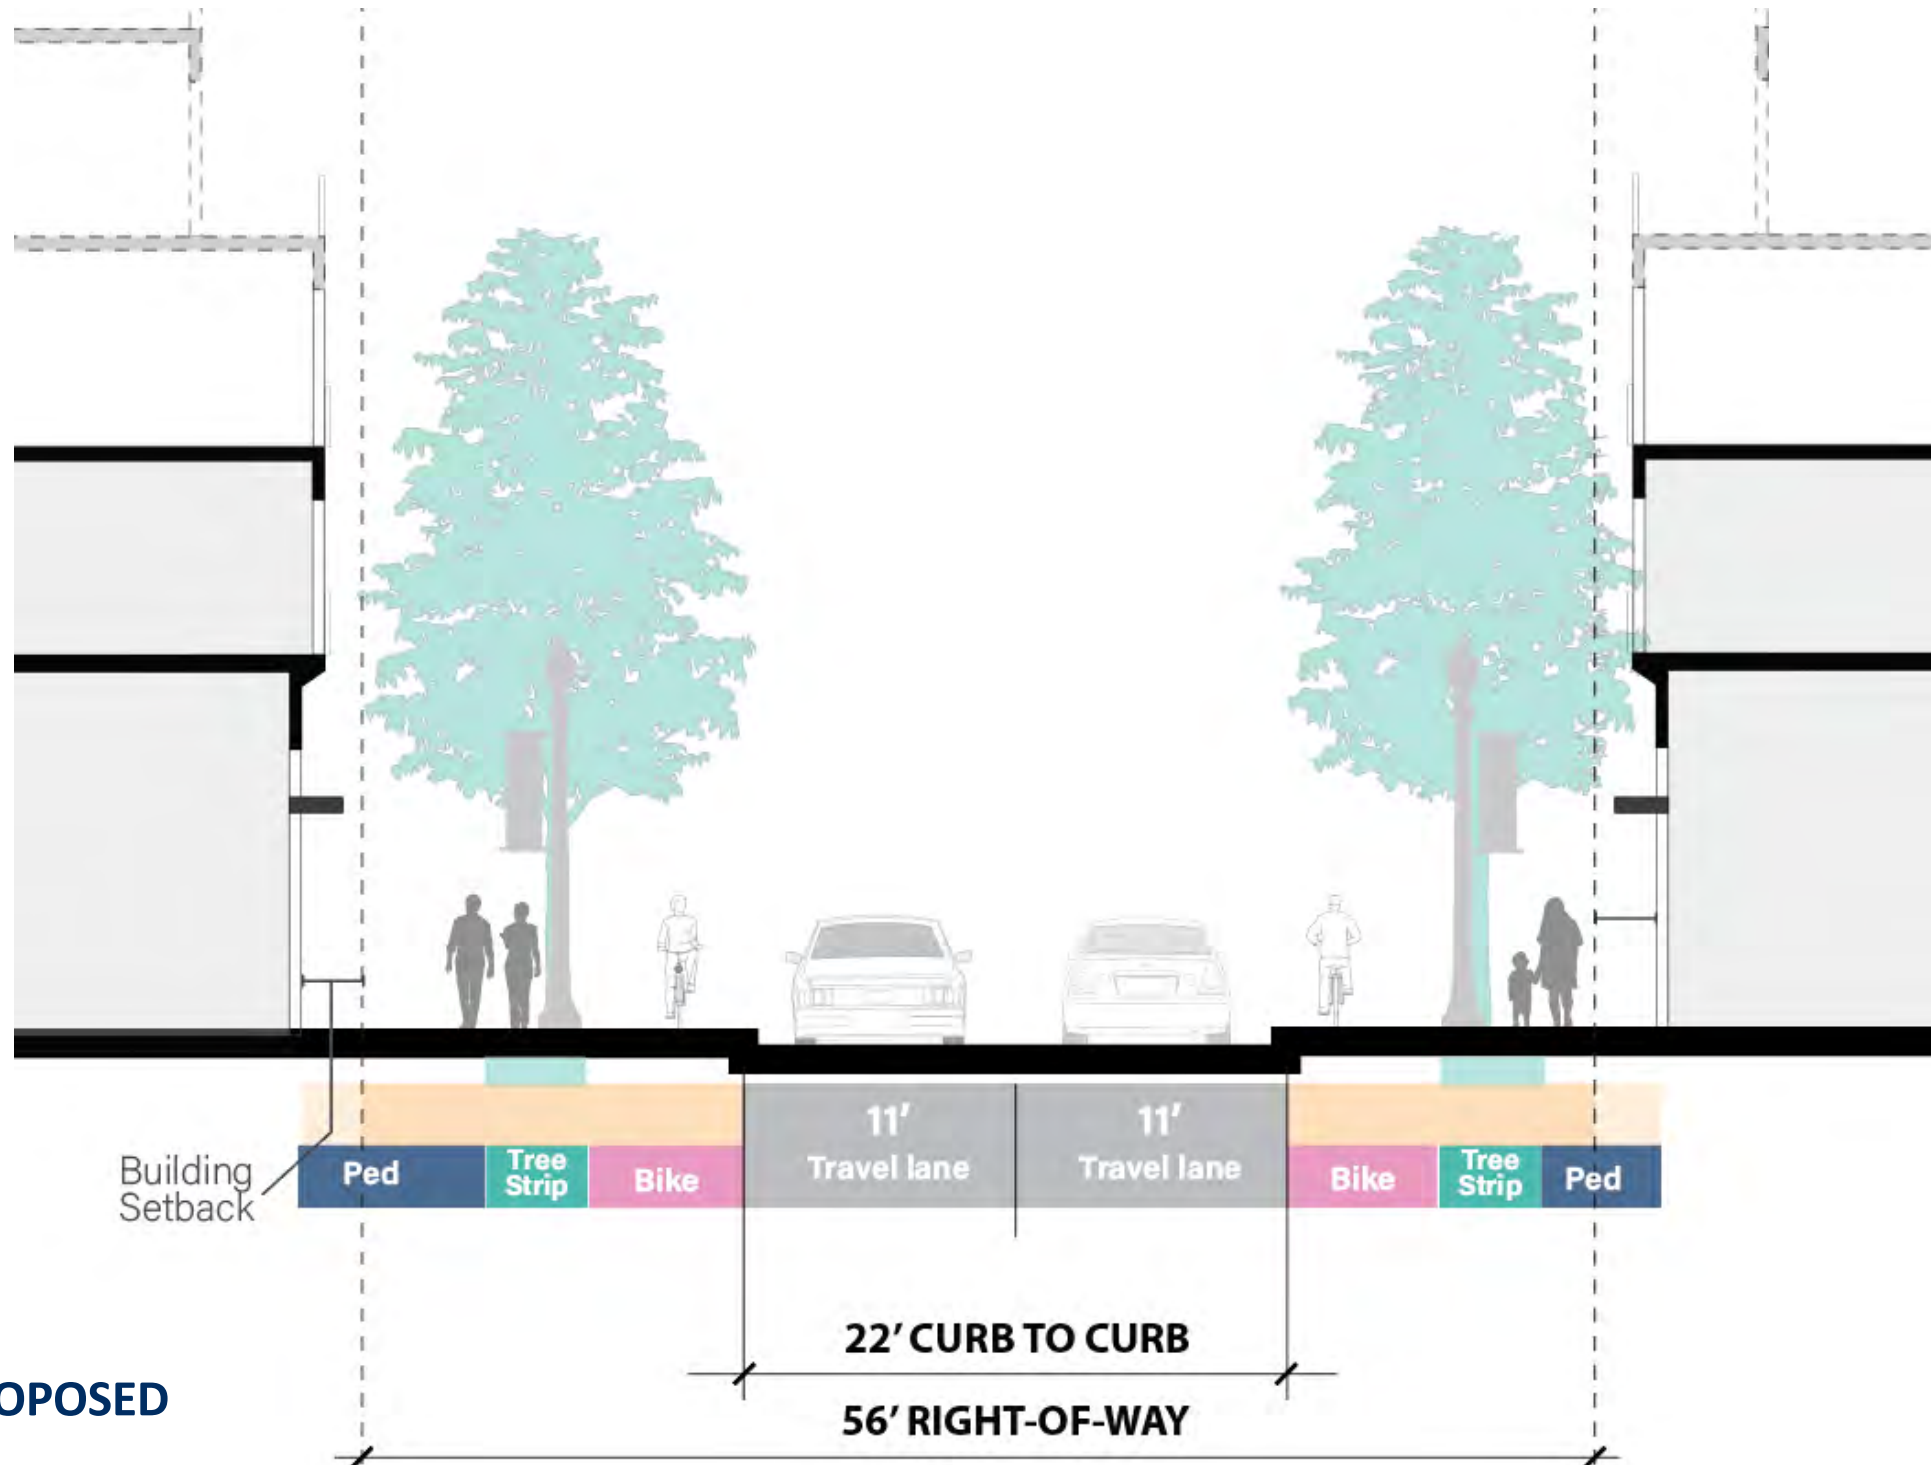 11′
Travel lane
11′
Travel lane
Building
Setback
Ped
Tree
Strip
Bike
Bike
Tree
Strip
Ped
22′ CURB TO CURB
56′ RIGHT-OF-WAY
OPOSED